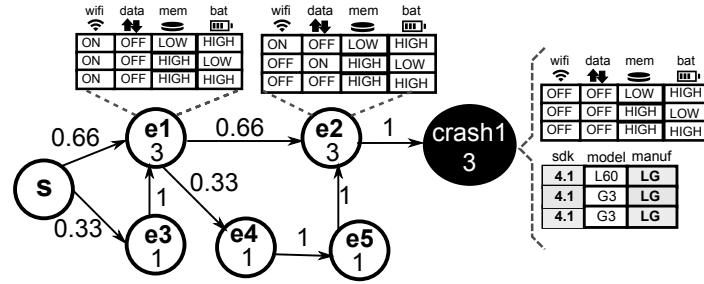 wifi data mem bat
ON OFF LOW HIGH
ON OFF HIGH LOW
ON OFF HIGH HIGH
wifi data mem bat
ON OFF LOW HIGH
OFF ON HIGH LOW
OFF OFF HIGH HIGH
wifi data mem bat
OFF OFF LOW HIGH
OFF OFF HIGH LOW
OFF OFF HIGH HIGH
sdk model manuf
4.1 L60 LG
4.1 G3 LG
4.1 G3 LG
s
0.66
0.33
e1
3
0.66
e2
3
1
crash1
3
1
0.33
1
e3
1
e4
1
1
e5
1